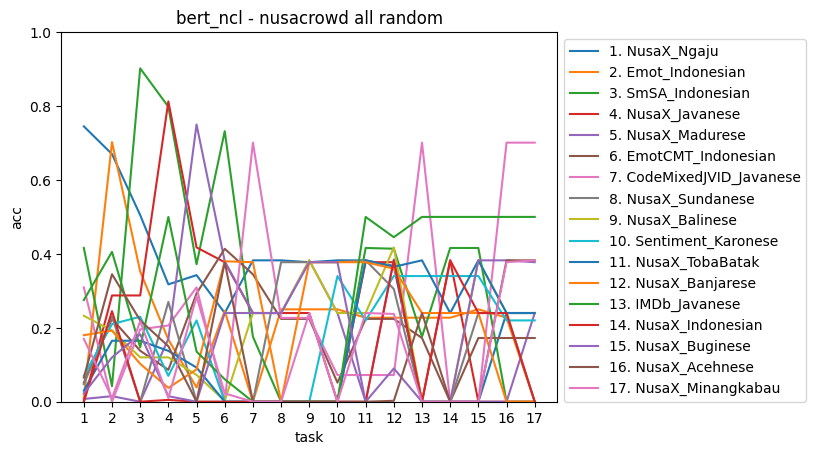 bert_ncl - nusacrowd all random
1.0
0.8
0.6
0.4
0.2
0.0
acc
1 2 3 4 5 6 7 8 9 10 11 12 13 14 15 16 17
task
1. NusaX_Ngaju
2. Emot_Indonesian
3. SmSA_Indonesian
4. NusaX_Javanese
5. NusaX_Madurese
6. EmotCMT_Indonesian
7. CodeMixedJVID_Javanese
8. NusaX_Sundanese
9. NusaX_Balinese
10. Sentiment_Karonese
11. NusaX_TobaBatak
12. NusaX_Banjarese
13. IMDb_Javanese
14. NusaX_Indonesian
15. NusaX_Buginese
16. NusaX_Acehnese
17. NusaX_Minangkabau